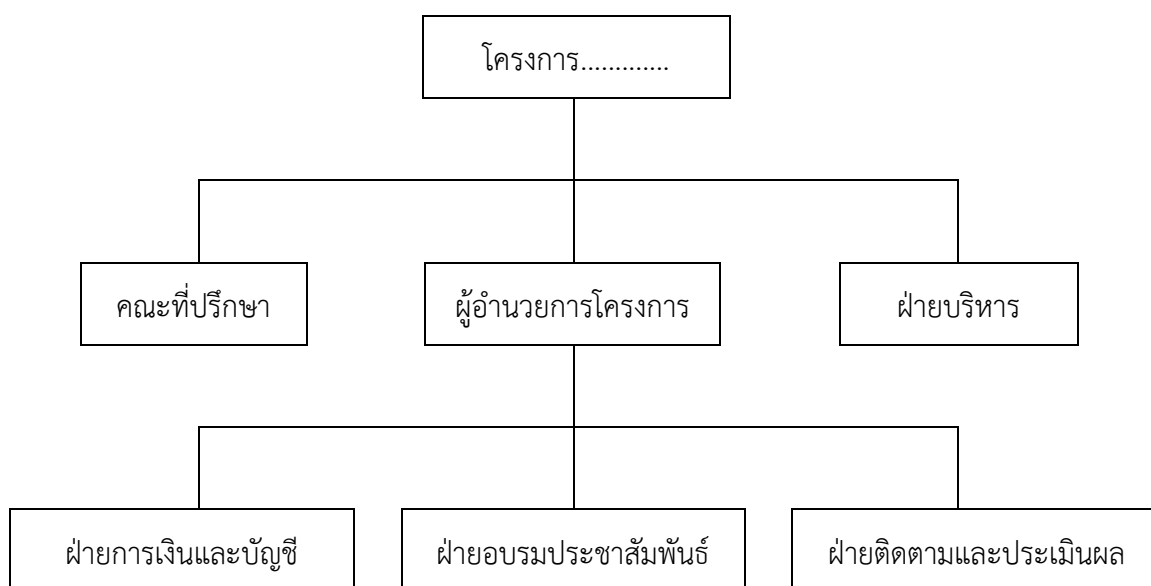 โครงการ.............
คณะที่ปรึกษา
ผู้อำนวยการโครงการ
ฝ่ายบริหาร
ฝ่ายการเงินและบัญชี
ฝ่ายอบรมประชาสัมพันธ์
ฝ่ายติดตามและประเมินผล